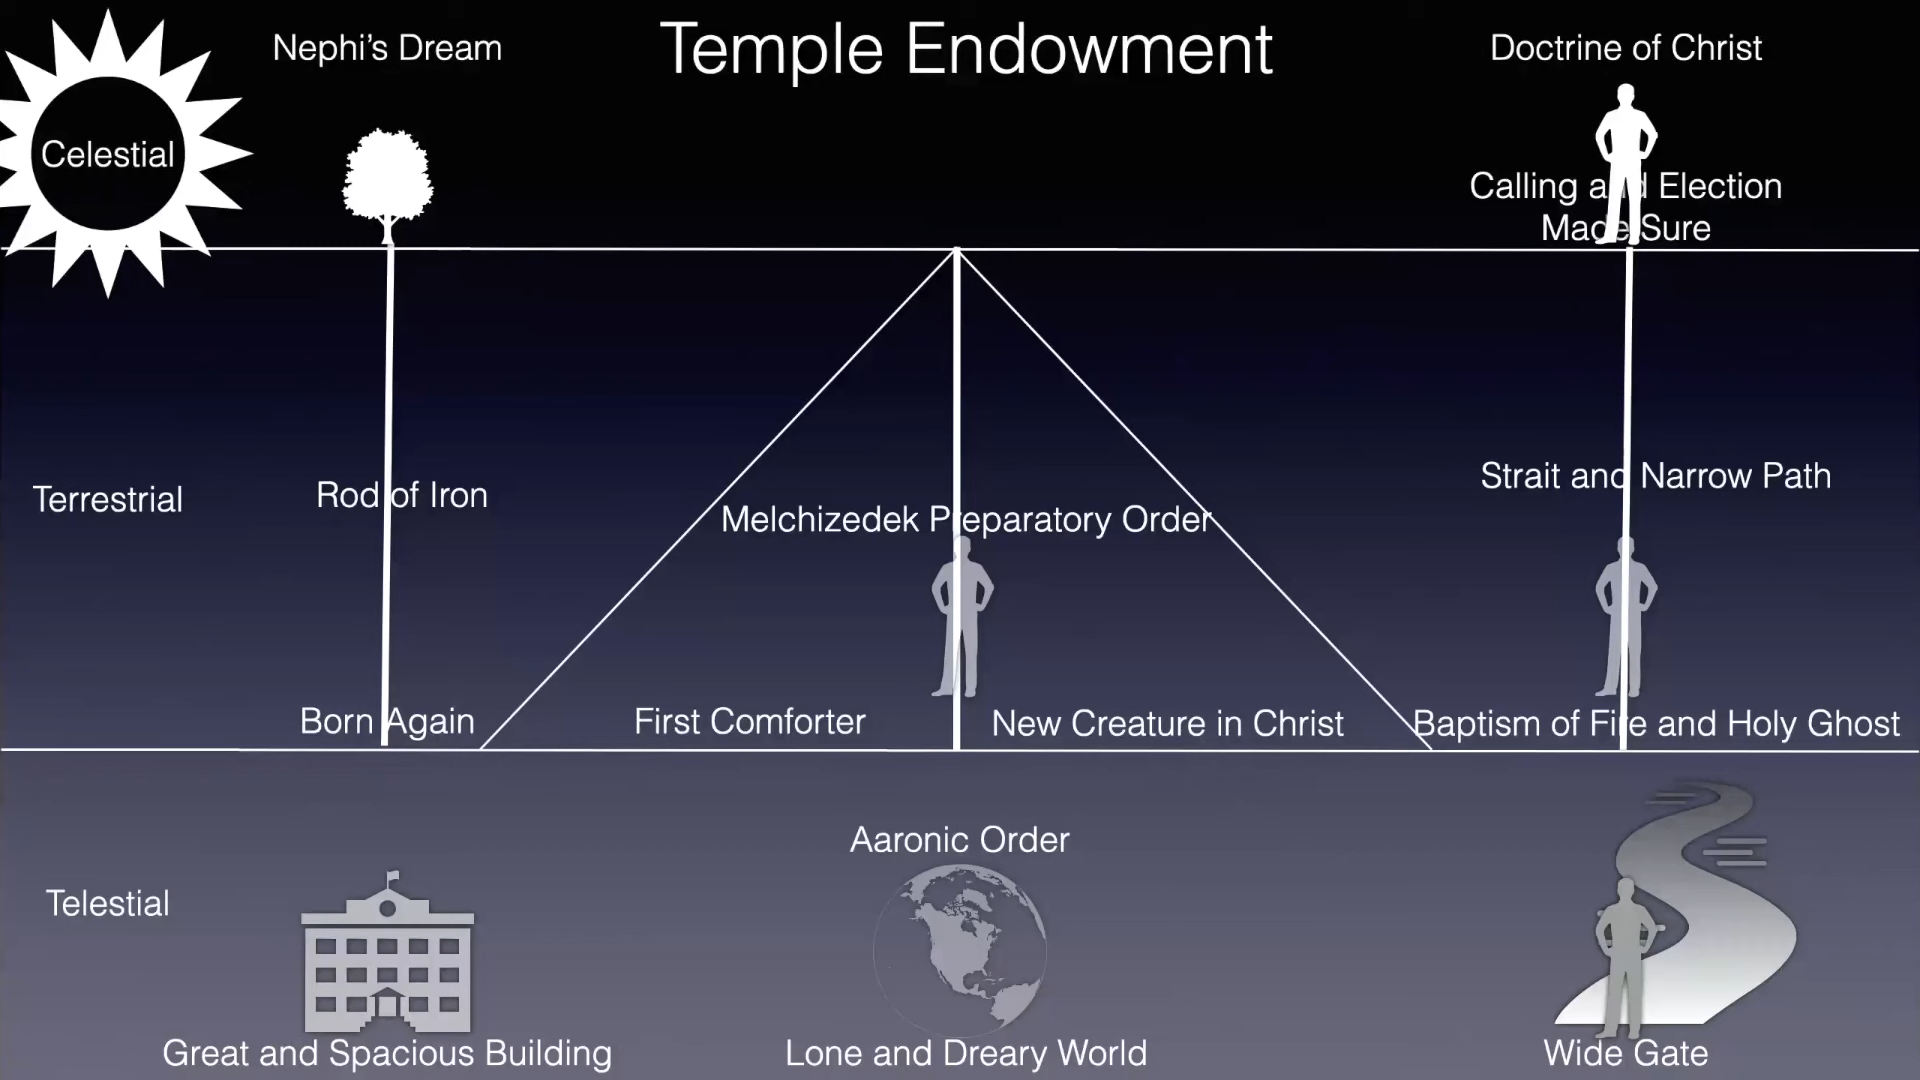 Nephi's Dream
Temple Endowment
Doctrine of Christ
Celestial
Calling and Election
Made Sure
Terrestrial
Rod of Iron
Melchizedek Preparatory Order
Strait and Narrow Path
Born Again
First Comforter
New Creature in Christ
Baptism of Fire and Holy Ghost
Aaronic Order
Telestial
Great and Spacious Building
Lone and Dreary World
Wide Gate